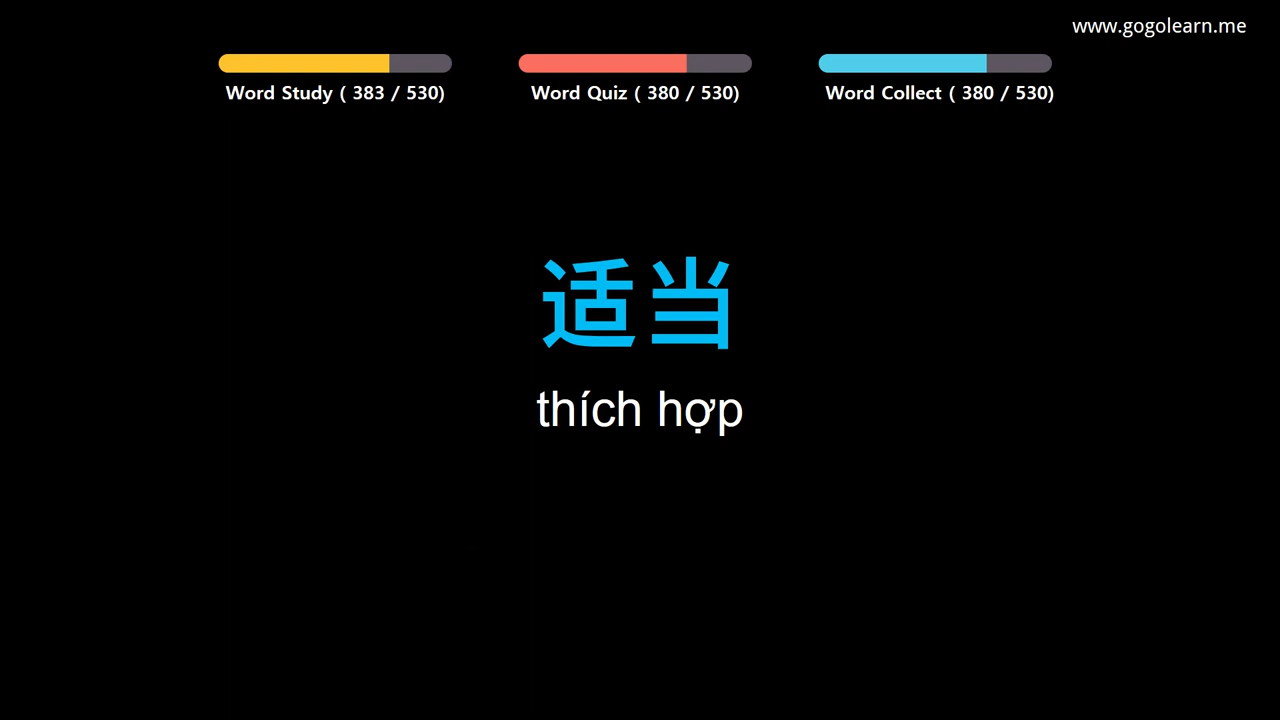 www.gogolearn.me
Word Study ( 383 / 530)
Word Quiz ( 380 / 530)
Word Collect ( 380 / 530)
适当
thích hợp